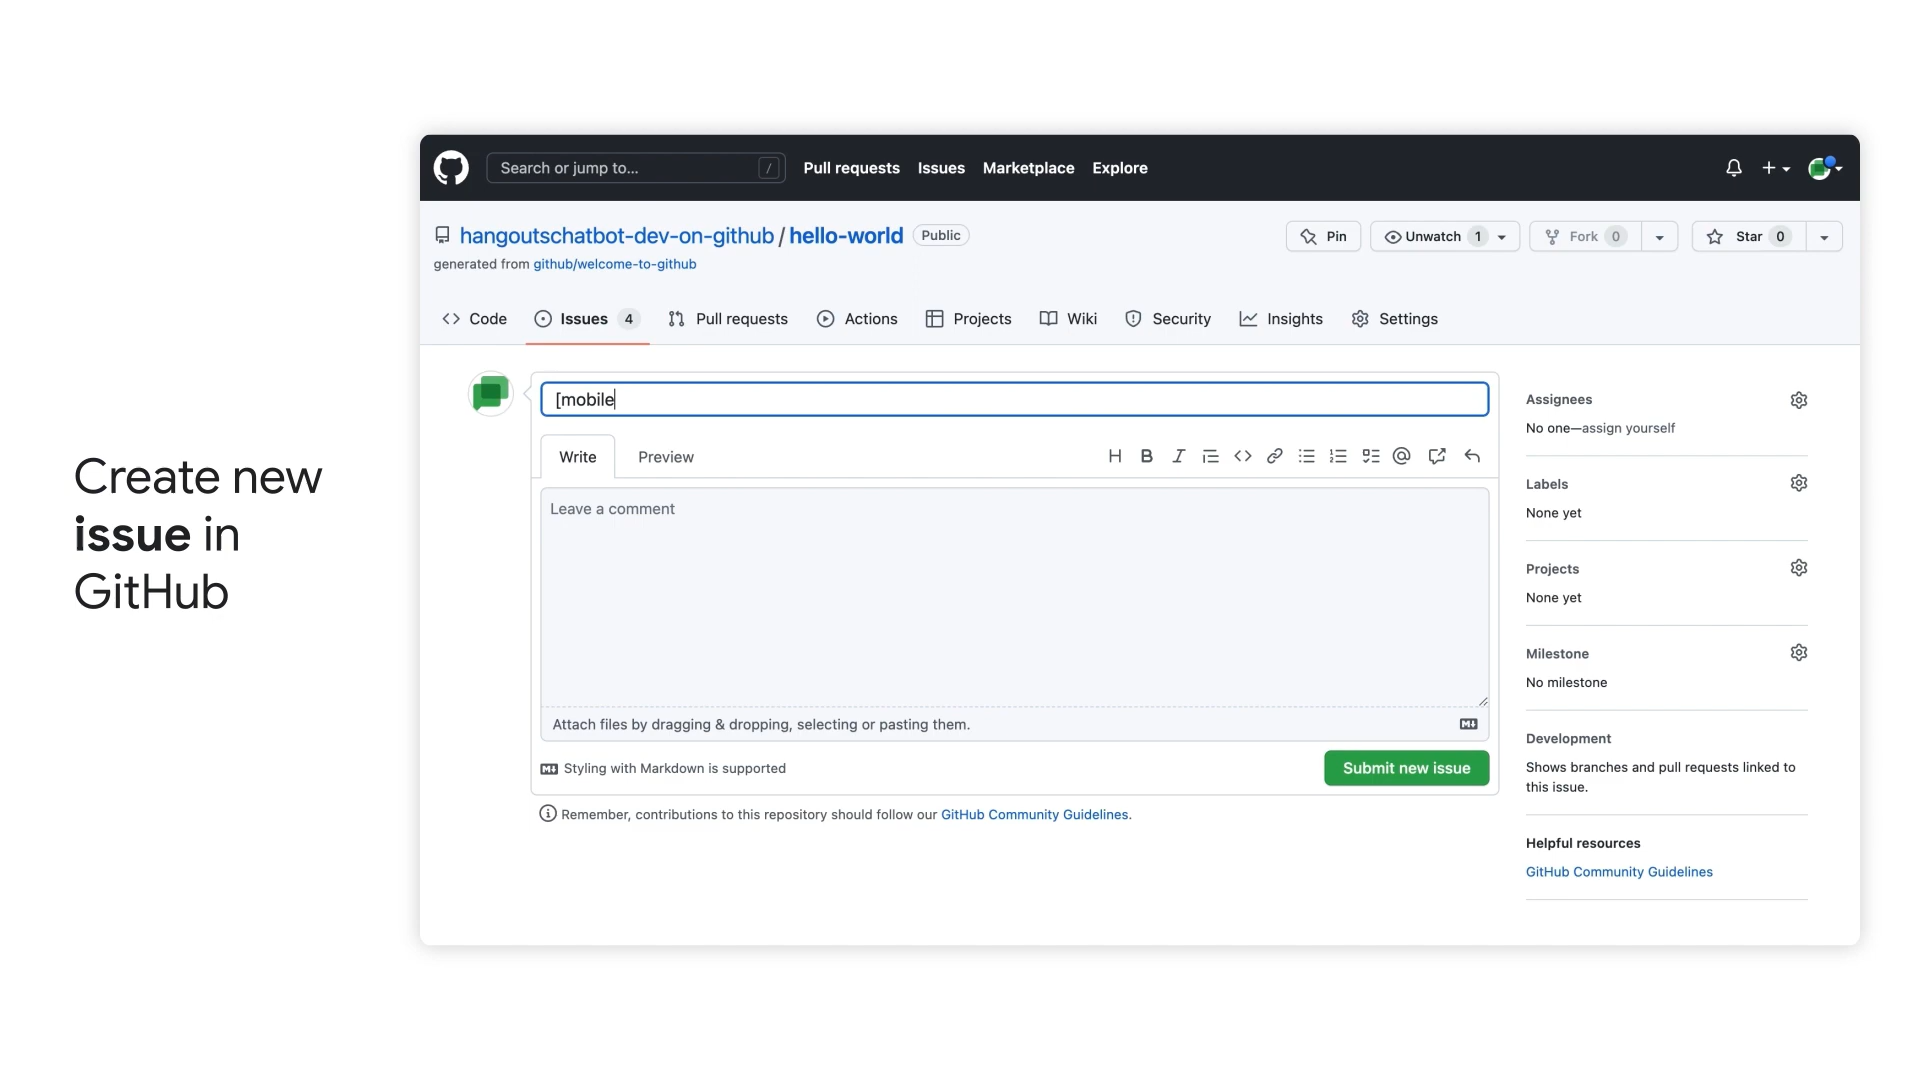 Create new
issue in
GitHub
Search or jump to... /
Pull requests Issues Marketplace Explore
hangoutschatbot-dev-on-github / hello-world Public
Pin Unwatch 1 Fork 0 Star 0
generated from github/welcome-to-github
Code Issues 4 Pull requests Actions Projects Wiki Security Insights Settings
[mobile
Write Preview
Leave a comment
Attach files by dragging & dropping, selecting or pasting them.
Styling with Markdown is supported
Submit new issue
Remember, contributions to this repository should follow our GitHub Community Guidelines.
Assignees
No one—assign yourself
Labels
None yet
Projects
None yet
Milestone
No milestone
Development
Shows branches and pull requests linked to
this issue.
Helpful resources
GitHub Community Guidelines